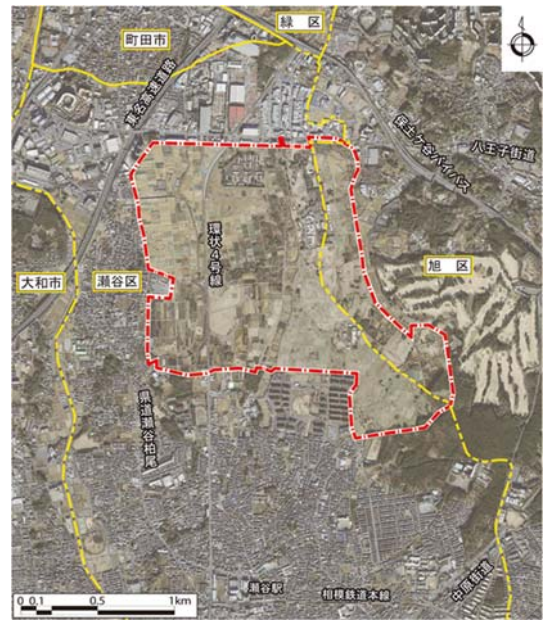 緑区
町田市
東名高速道路
保土ケ谷バイパス
八王子街道
環状4号線
大和市
瀬谷区
旭区
県道瀬谷柏尾
瀬谷駅
相模鉄道本線
中原街道
0 0.1 0.5 1km